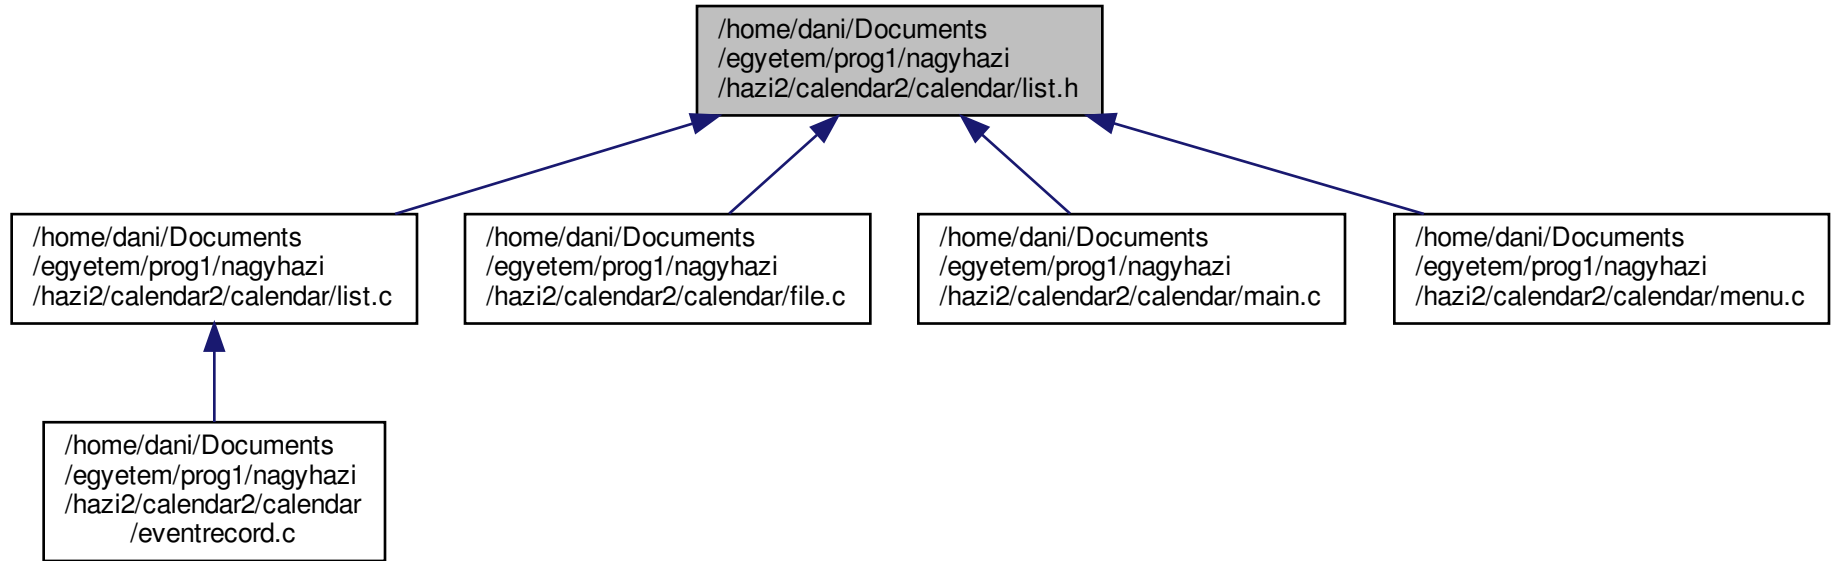 /home/dani/Documents
/egyetem/prog1/nagyhazi
/hazi2/calendar2/calendar/list.h
/home/dani/Documents
/egyetem/prog1/nagyhazi
/hazi2/calendar2/calendar/list.c
/home/dani/Documents
/egyetem/prog1/nagyhazi
/hazi2/calendar2/calendar/file.c
/home/dani/Documents
/egyetem/prog1/nagyhazi
/hazi2/calendar2/calendar/main.c
/home/dani/Documents
/egyetem/prog1/nagyhazi
/hazi2/calendar2/calendar/menu.c
/home/dani/Documents
/egyetem/prog1/nagyhazi
/hazi2/calendar2/calendar
/eventrecord.c